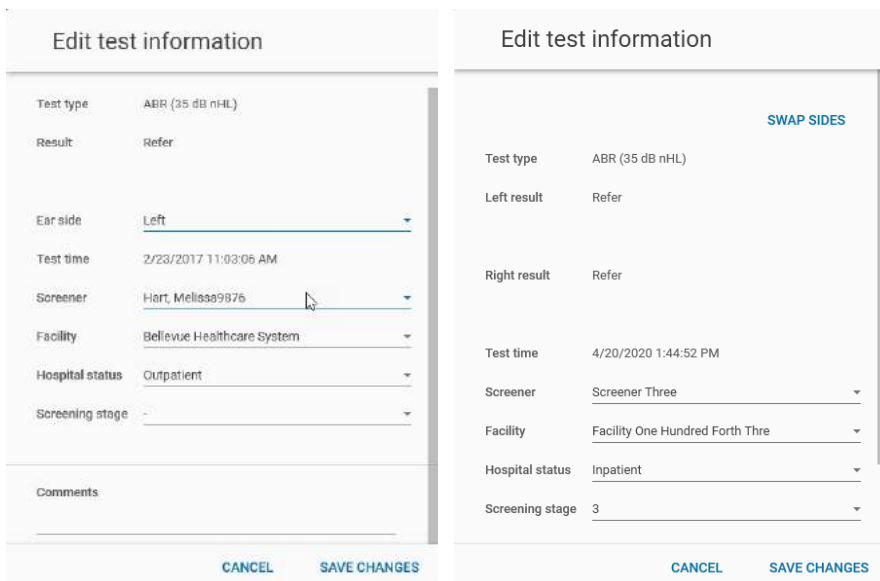 Edit test information
Test type ABR (35 dB nHL)
Result Refer
Ear side Left
Test time 2/23/2017 11:03:06 AM
Screener Hart, Melissa9876
Facility Bellevue Healthcare System
Hospital status Outpatient
Screening stage -
Comments
CANCEL SAVE CHANGES
Edit test information
SWAP SIDES
Test type ABR (35 dB nHL)
Left result Refer
Right result Refer
Test time 4/20/2020 1:44:52 PM
Screener Screener Three
Facility Facility One Hundred Forth Thre
Hospital status Inpatient
Screening stage 3
CANCEL SAVE CHANGES